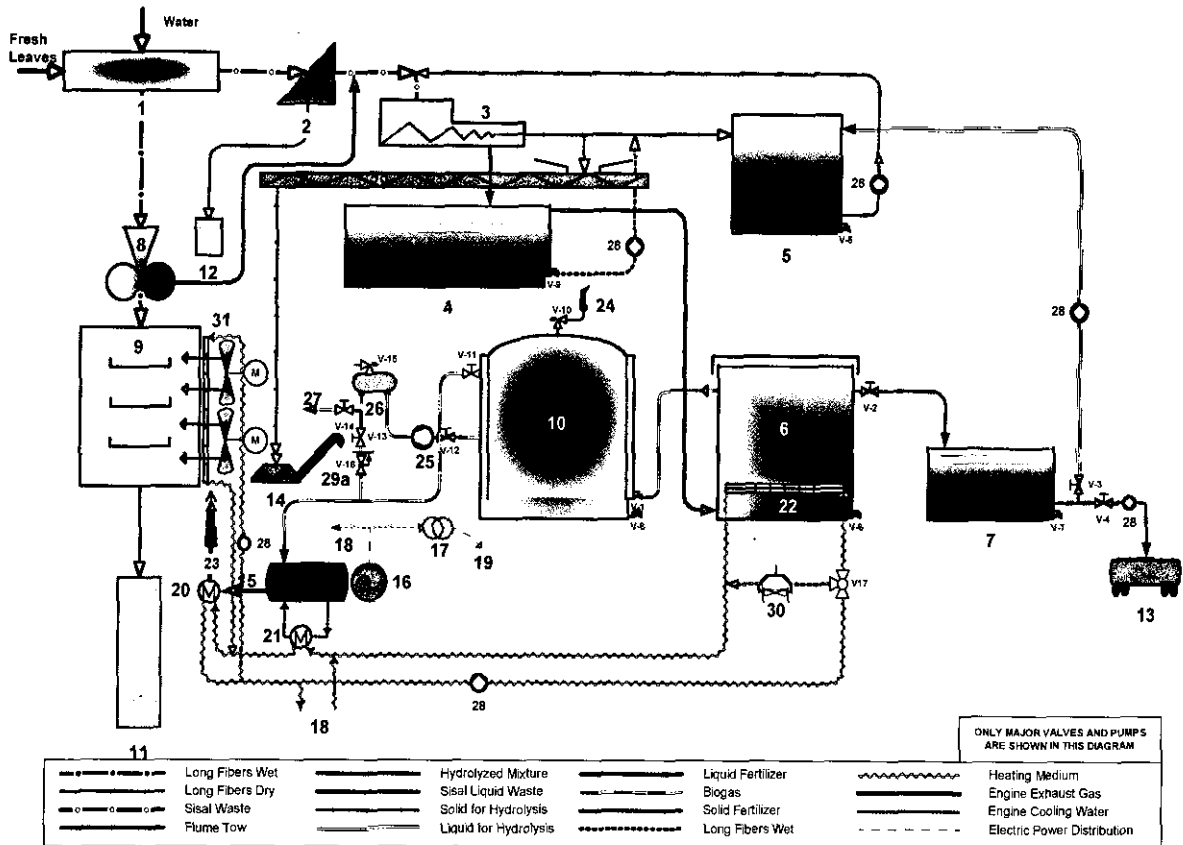 Water
Fresh
Leaves
1
2
3
28
5
V-5
8
12
28
V-9
4
V-10
24
31
9
M
M
V-15
V-11
27
26
V-14
V-13
V-12
25
10
6
V-2
28
29a
V-16
14
22
V-8
V-6
V-3
V-4
28
V-7
7
18
17
19
28
23
20
15
16
21
M
30
V17
13
18
28
11
ONLY MAJOR VALVES AND PUMPS
ARE SHOWN IN THIS DIAGRAM
Long Fibers Wet
Hydrolyzed Mixture
Liquid Fertilizer
Heating Medium
Long Fibers Dry
Sisal Liquid Waste
Biogas
Engine Exhaust Gas
Sisal Waste
Solid for Hydrolysis
Solid Fertilizer
Engine Cooling Water
Flume Tow
Liquid for Hydrolysis
Long Fibers Wet
Electric Power Distribution